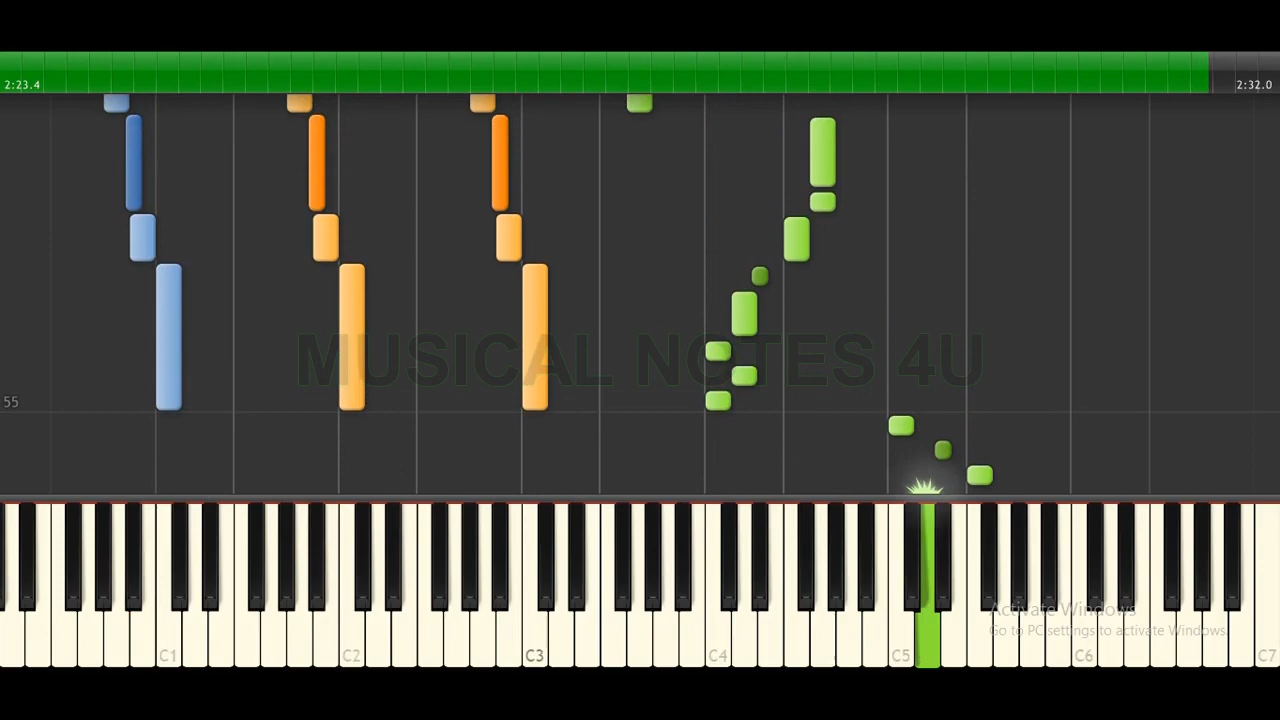 2:23.4
2:32.0
MUSICAL NOTES 4U
55
Activate Windows
Go to PC settings to activate Windows.
C1 C2 C3 C4 C5 C6 C7